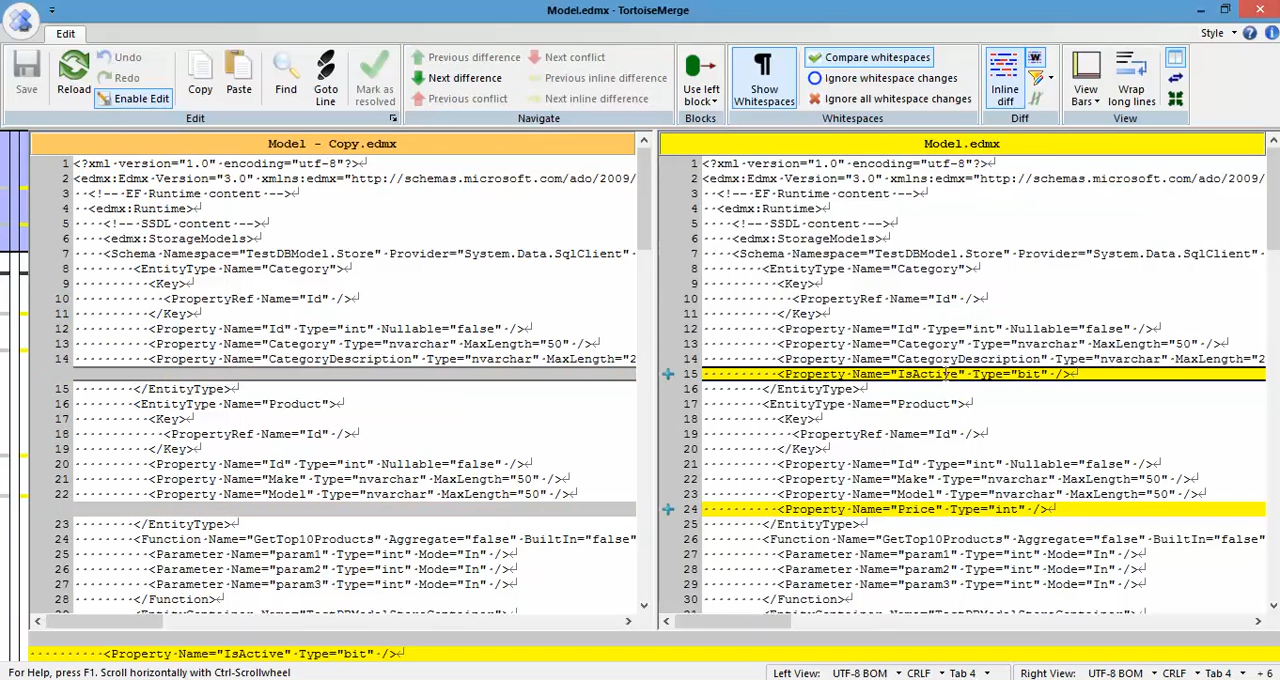 Model.edmx - TortoiseMerge
Edit
Style
Save
Reload
Undo
Redo
Enable Edit
Copy
Paste
Find
Goto Line
Mark as resolved
Previous difference
Next difference
Previous conflict
Next conflict
Previous inline difference
Next inline difference
Use left block
Show Whitespaces
Compare whitespaces
Ignore whitespace changes
Ignore all whitespace changes
Inline diff
View Bars
Wrap long lines
Edit
Navigate
Blocks
Whitespaces
Diff
View
Model - Copy.edmx
1 <?xml·version="1.0"·encoding="utf-8"?>
2 <edmx:Edmx·Version="3.0"·xmlns:edmx="http://schemas.microsoft.com/ado/2009/
3 ··<!--·EF·Runtime·content·-->
4 ··<edmx:Runtime>
5 ····<!--·SSDL·content·-->
6 ····<edmx:StorageModels>
7 ····<Schema·Namespace="TestDBModel.Store"·Provider="System.Data.SqlClient"·
8 ········<EntityType·Name="Category">
9 ··········<Key>
10 ············<PropertyRef·Name="Id"·/>
11 ··········</Key>
12 ··········<Property·Name="Id"·Type="int"·Nullable="false"·/>
13 ··········<Property·Name="Category"·Type="nvarchar"·MaxLength="50"·/>
14 ··········<Property·Name="CategoryDescription"·Type="nvarchar"·MaxLength="2
15 ········</EntityType>
16 ········<EntityType·Name="Product">
17 ··········<Key>
18 ············<PropertyRef·Name="Id"·/>
19 ··········</Key>
20 ··········<Property·Name="Id"·Type="int"·Nullable="false"·/>
21 ··········<Property·Name="Make"·Type="nvarchar"·MaxLength="50"·/>
22 ··········<Property·Name="Model"·Type="nvarchar"·MaxLength="50"·/>
23 ········</EntityType>
24 ········<Function·Name="GetTop10Products"·Aggregate="false"·BuiltIn="false"
25 ··········<Parameter·Name="param1"·Type="int"·Mode="In"·/>
26 ··········<Parameter·Name="param2"·Type="int"·Mode="In"·/>
27 ··········<Parameter·Name="param3"·Type="int"·Mode="In"·/>
28 ········</Function>
Model.edmx
1 <?xml·version="1.0"·encoding="utf-8"?>
2 <edmx:Edmx·Version="3.0"·xmlns:edmx="http://schemas.microsoft.com/ado/2009/
3 ··<!--·EF·Runtime·content·-->
4 ··<edmx:Runtime>
5 ····<!--·SSDL·content·-->
6 ····<edmx:StorageModels>
7 ····<Schema·Namespace="TestDBModel.Store"·Provider="System.Data.SqlClient"·
8 ········<EntityType·Name="Category">
9 ··········<Key>
10 ············<PropertyRef·Name="Id"·/>
11 ··········</Key>
12 ··········<Property·Name="Id"·Type="int"·Nullable="false"·/>
13 ··········<Property·Name="Category"·Type="nvarchar"·MaxLength="50"·/>
14 ··········<Property·Name="CategoryDescription"·Type="nvarchar"·MaxLength="2
15 ··········<Property·Name="IsActive"·Type="bit"·/>
16 ········</EntityType>
17 ········<EntityType·Name="Product">
18 ··········<Key>
19 ············<PropertyRef·Name="Id"·/>
20 ··········</Key>
21 ··········<Property·Name="Id"·Type="int"·Nullable="false"·/>
22 ··········<Property·Name="Make"·Type="nvarchar"·MaxLength="50"·/>
23 ··········<Property·Name="Model"·Type="nvarchar"·MaxLength="50"·/>
24 ··········<Property·Name="Price"·Type="int"·/>
25 ········</EntityType>
26 ········<Function·Name="GetTop10Products"·Aggregate="false"·BuiltIn="false"
27 ··········<Parameter·Name="param1"·Type="int"·Mode="In"·/>
28 ··········<Parameter·Name="param2"·Type="int"·Mode="In"·/>
29 ··········<Parameter·Name="param3"·Type="int"·Mode="In"·/>
30 ········</Function>
··········<Property·Name="IsActive"·Type="bit"·/>
For Help, press F1. Scroll horizontally with Ctrl-Scrollwheel
Left View: UTF-8 BOM CRLF Tab 4
Right View: UTF-8 BOM CRLF Tab 4 + 6